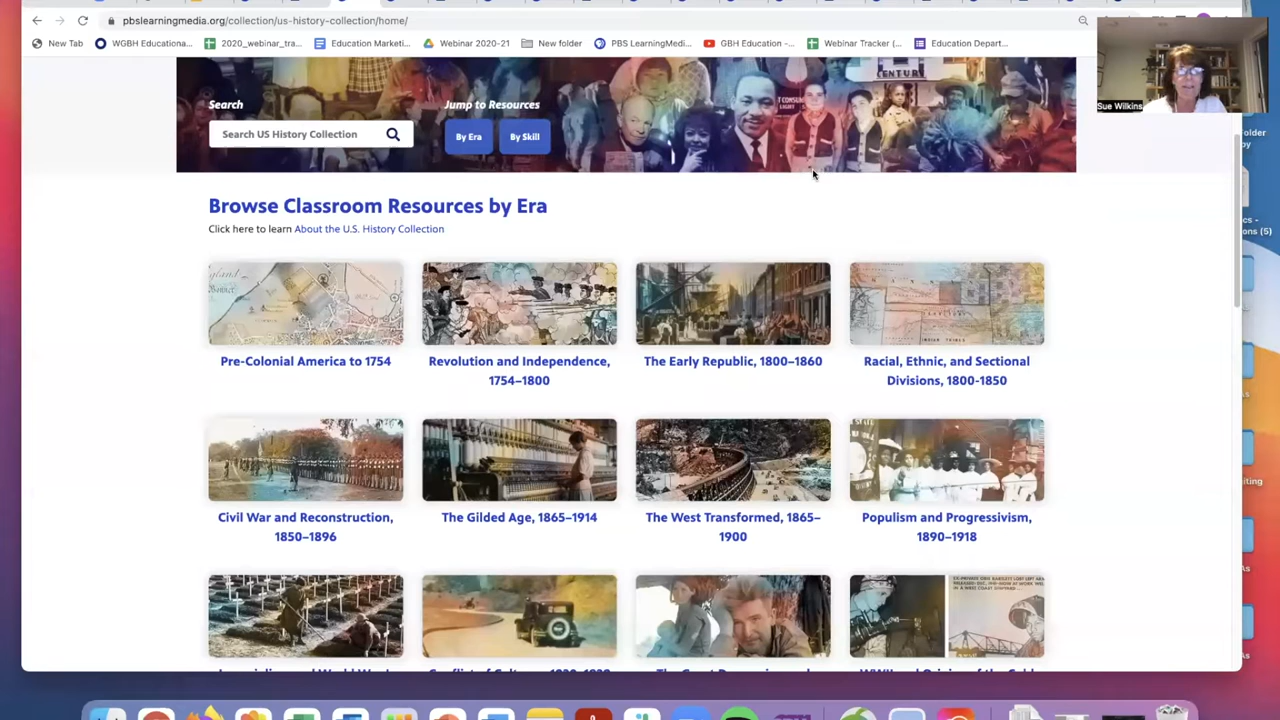 pbslearningmedia.org/collection/us-history-collection/home/
New Tab
WGBH Educationa...
2020_webinar_tra...
Education Marketi...
Webinar 2020-21
New folder
PBS LearningMedi...
GBH Education -...
Webinar Tracker (...
Education Depart...
Sue Wilkins
Search
Search US History Collection
Jump to Resources
By Era
By Skill
CENTURY
Browse Classroom Resources by Era
Click here to learn About the U.S. History Collection
Pre-Colonial America to 1754
Revolution and Independence,
1754–1800
The Early Republic, 1800–1860
Racial, Ethnic, and Sectional
Divisions, 1800-1850
Civil War and Reconstruction,
1850–1896
The Gilded Age, 1865–1914
The West Transformed, 1865–
1900
Populism and Progressivism,
1890–1918